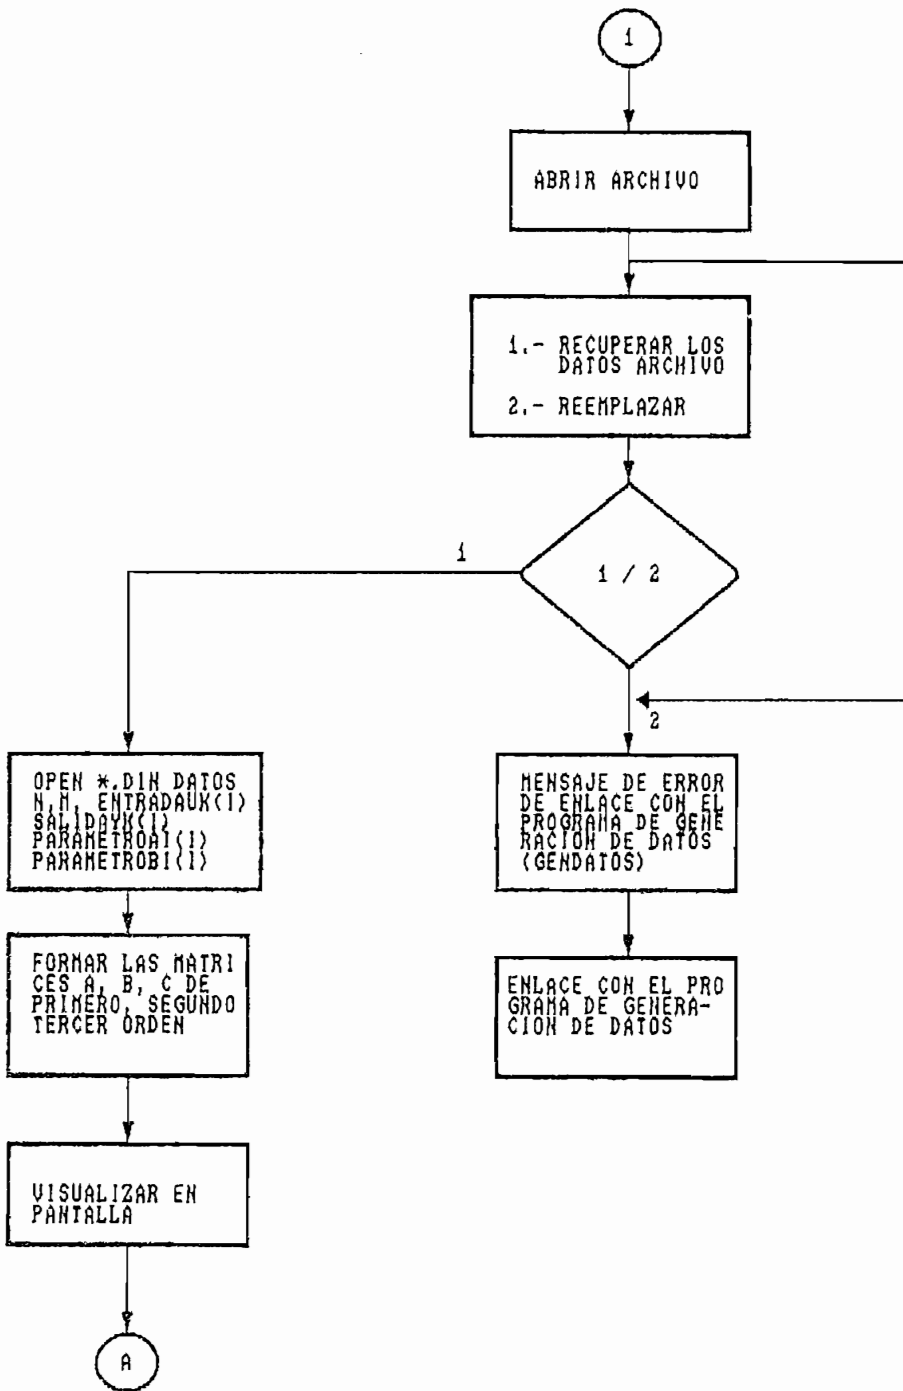 1
ABRIR ARCHIVO
1.- RECUPERAR LOS
DATOS ARCHIVO
2.- REEMPLAZAR
1 / 2
1
2
OPEN *.DIN DATOS
N,M, ENTRADAUK(I)
SALIDAYK(I)
PARAMETROAI(I)
PARAMETROBI(I)
FORMAR LAS MATRI
CES A, B, C DE
PRIMERO, SEGUNDO
TERCER ORDEN
VISUALIZAR EN
PANTALLA
A
MENSAJE DE ERROR
DE ENLACE CON EL
PROGRAMA DE GENE
RACION DE DATOS
(GENDATOS)
ENLACE CON EL PRO
GRAMA DE GENERA-
CION DE DATOS